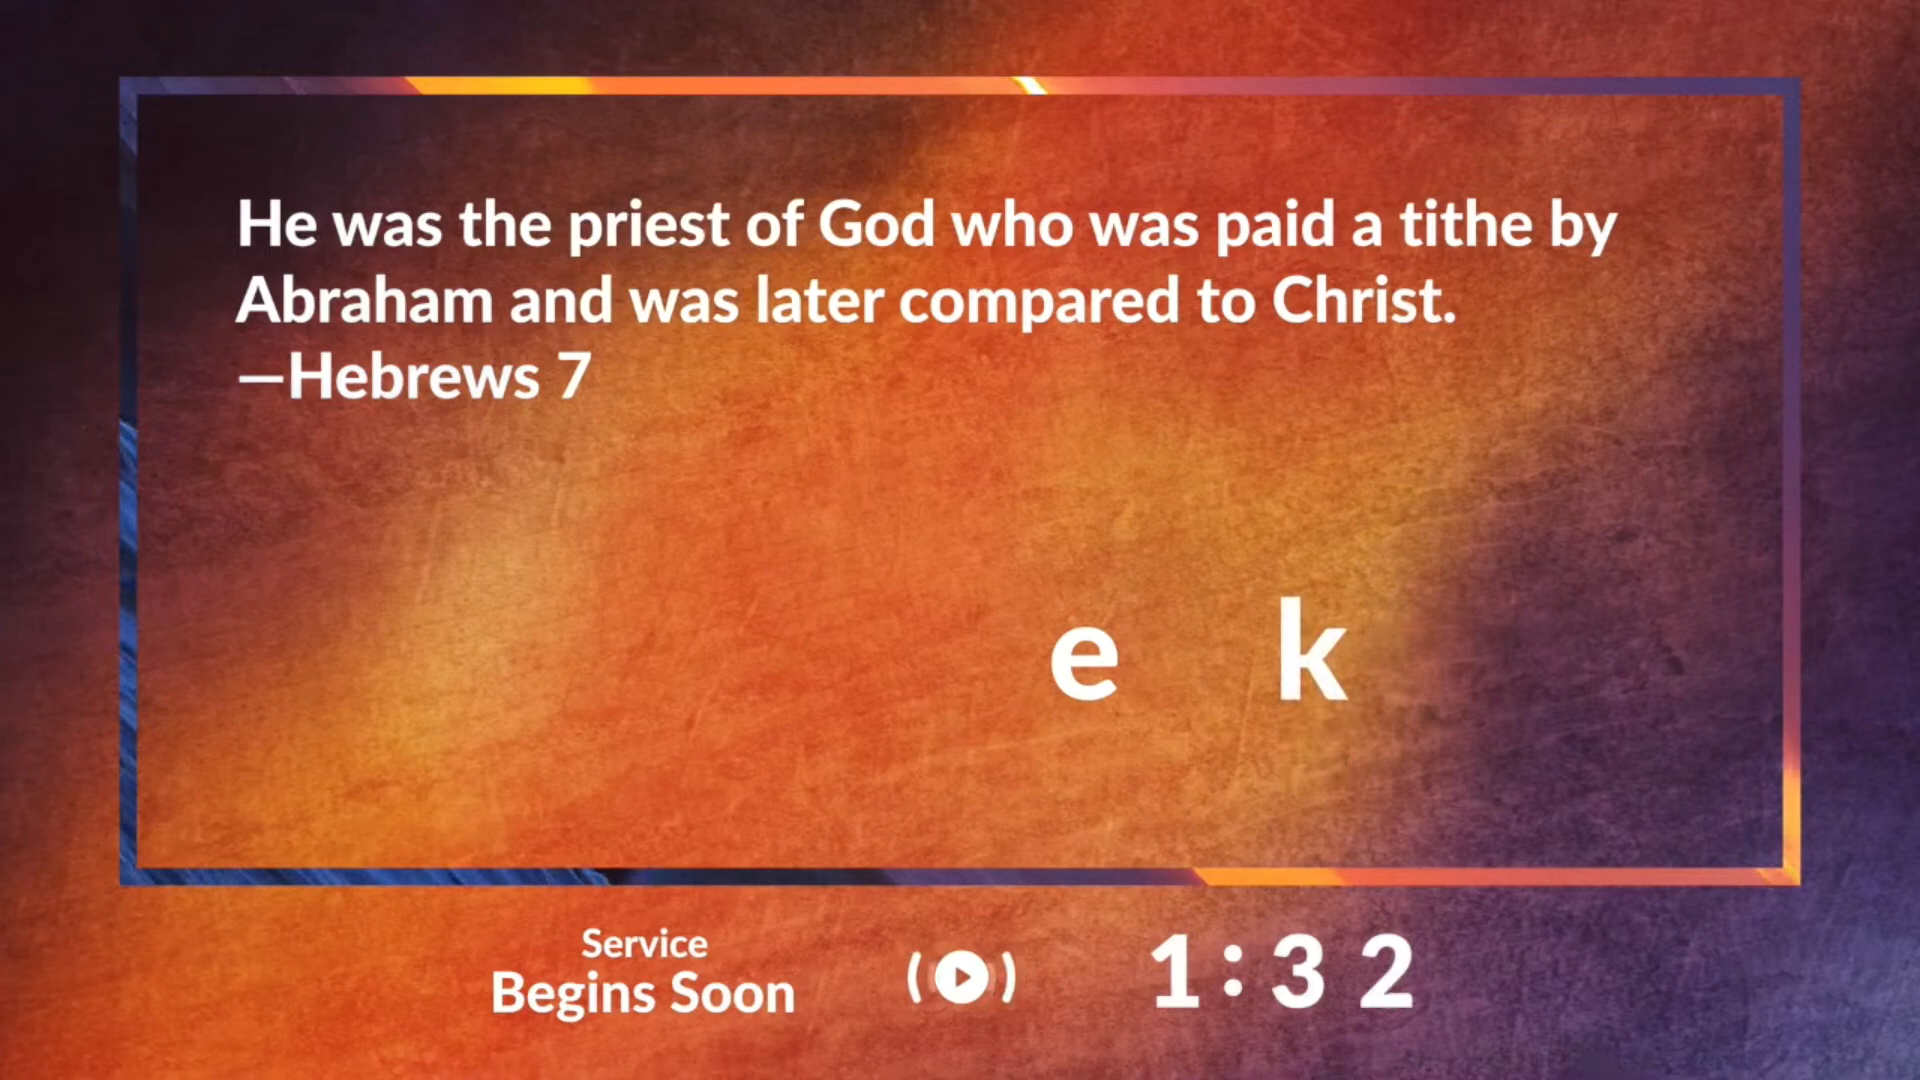 He was the priest of God who was paid a tithe by
Abraham and was later compared to Christ.
—Hebrews 7
e k
Service
Begins Soon
1:32